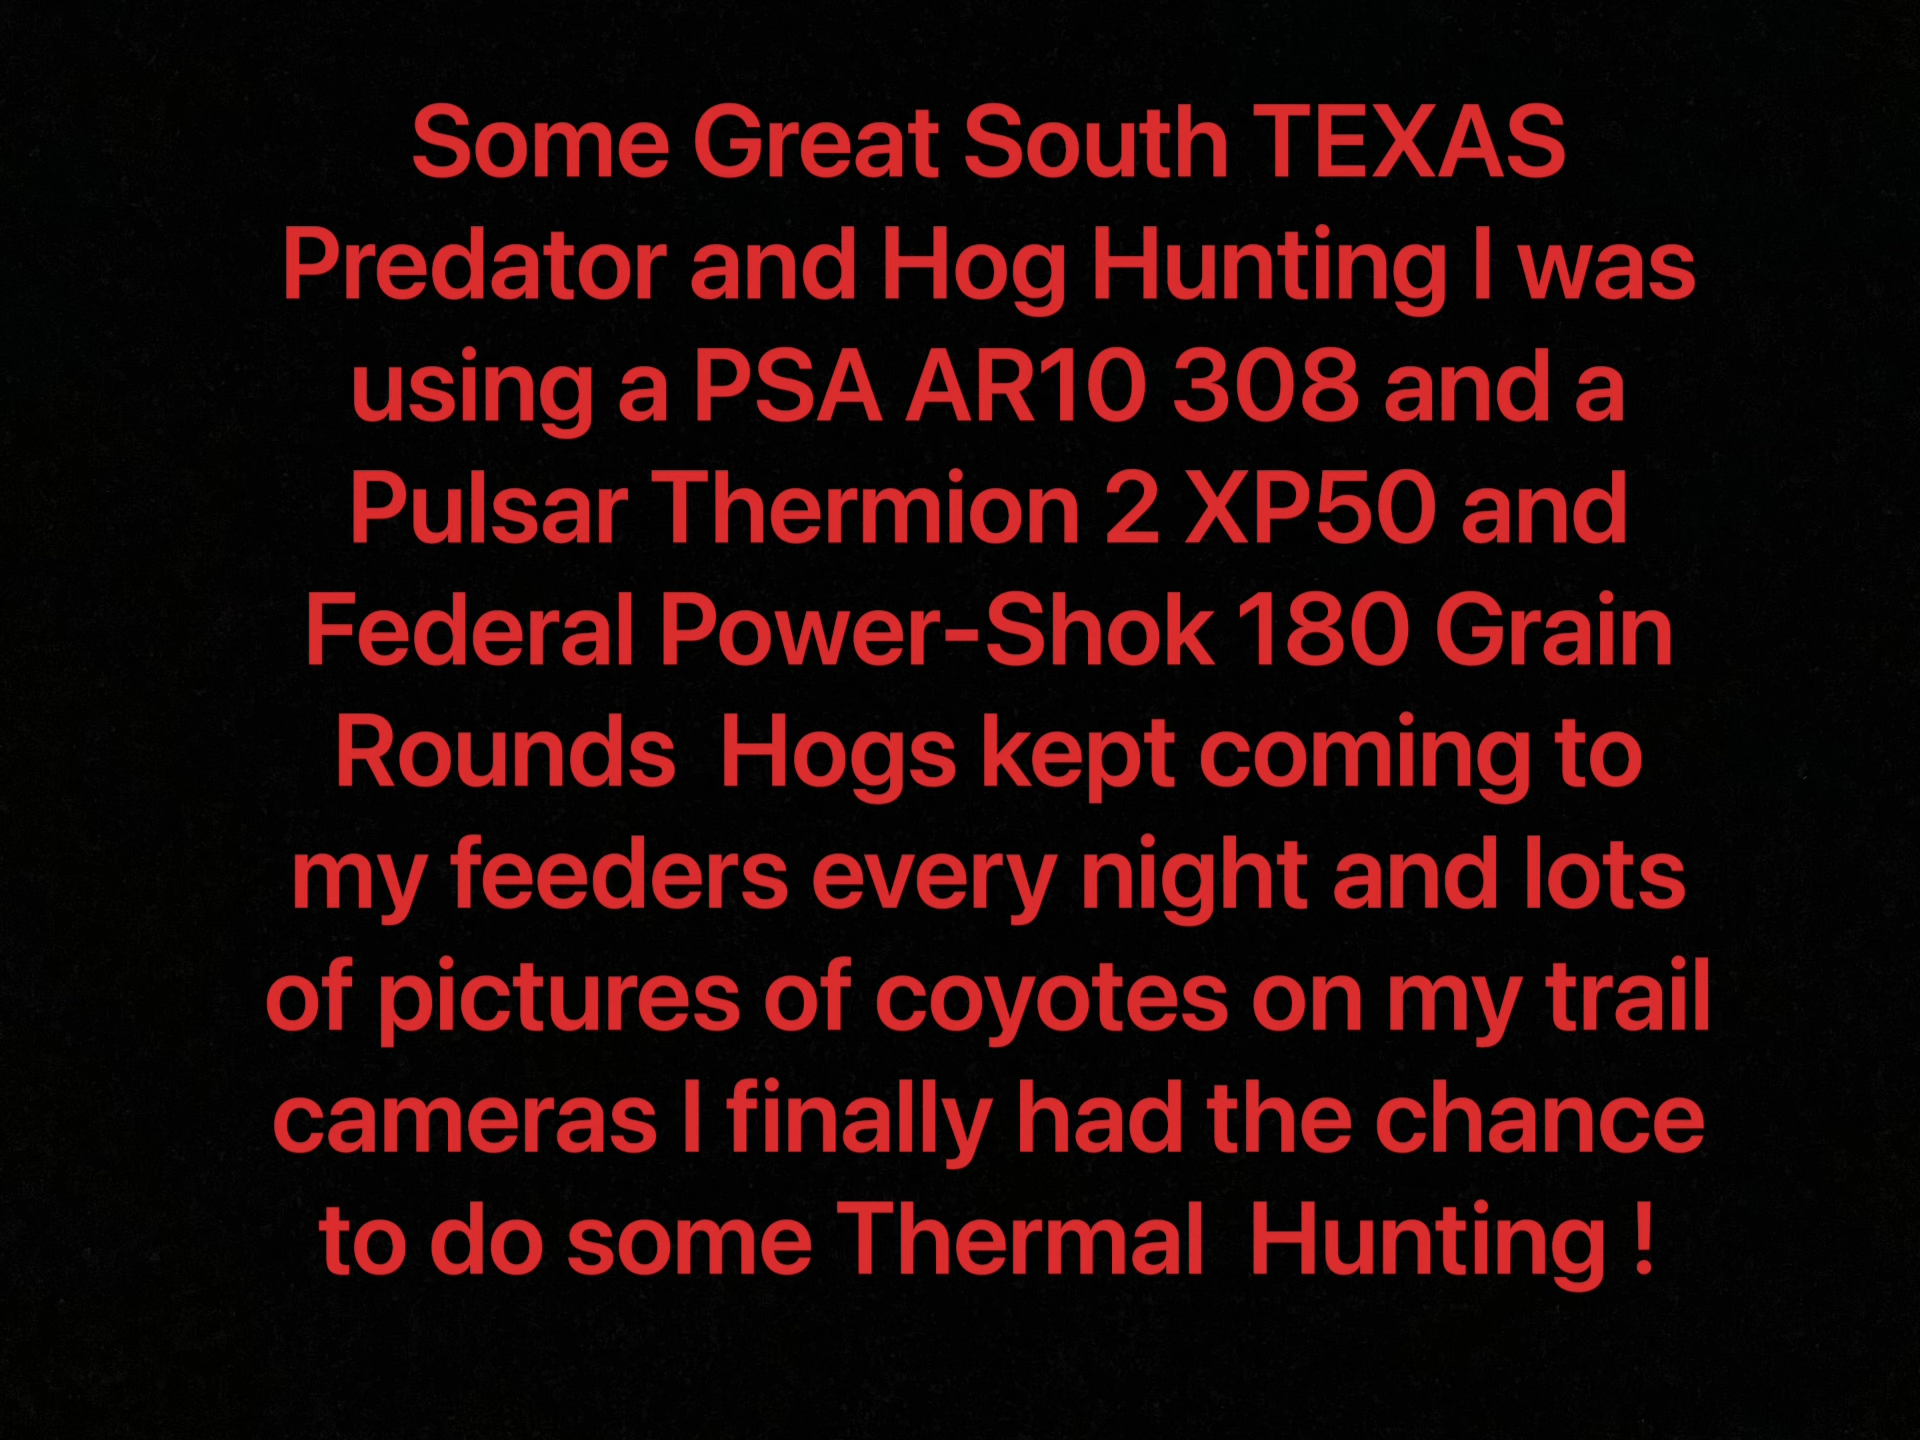 Some Great South TEXAS
Predator and Hog Hunting I was
using a PSA AR10 308 and a
Pulsar Thermion 2 XP50 and
Federal Power-Shok 180 Grain
Rounds  Hogs kept coming to
my feeders every night and lots
of pictures of coyotes on my trail
cameras I finally had the chance
to do some Thermal  Hunting !